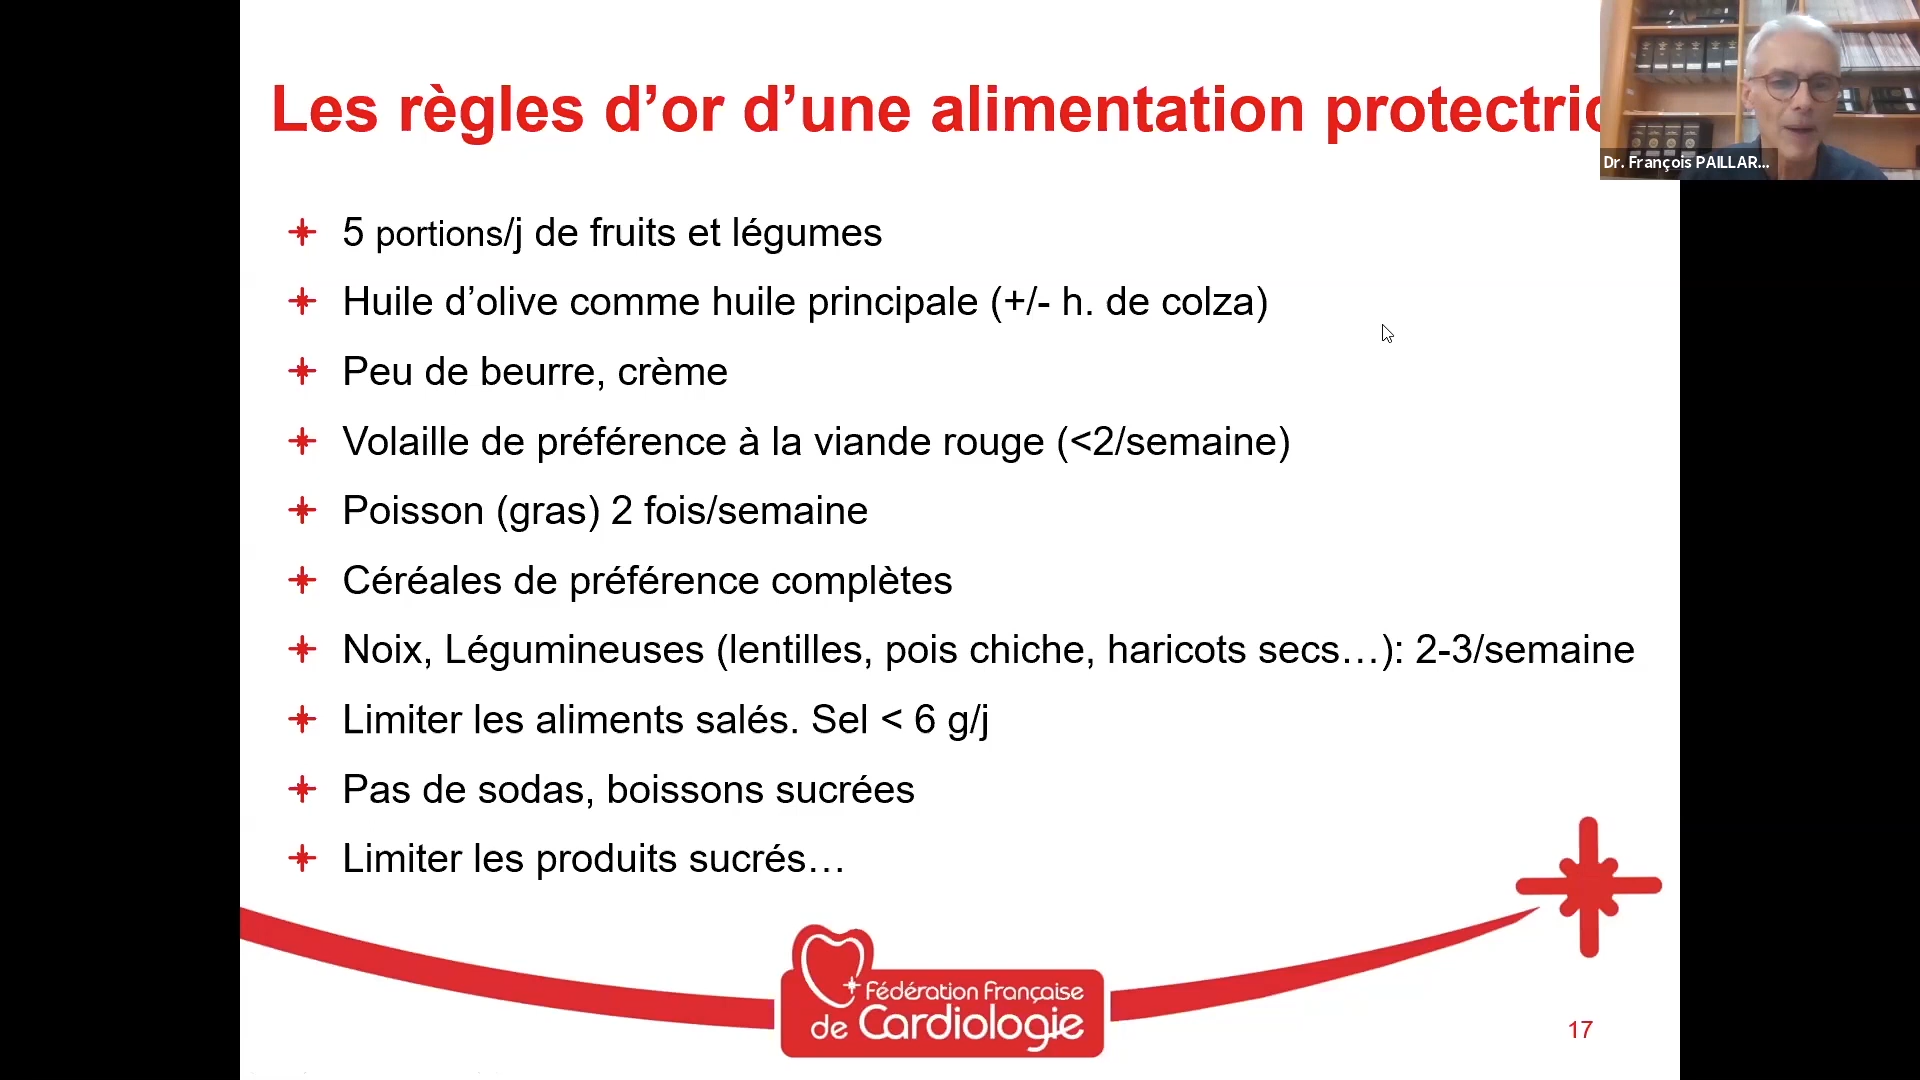 Les règles d’or d’une alimentation
Dr. François PAILLAR...
5 portions/j de fruits et légumes
Huile d’olive comme huile principale (+/- h. de colza)
Peu de beurre, crème
Volaille de préférence à la viande rouge (<2/semaine)
Poisson (gras) 2 fois/semaine
Céréales de préférence complètes
Noix, Légumineuses (lentilles, pois chiche, haricots secs…): 2-3/semaine
Limiter les aliments salés. Sel < 6 g/j
Pas de sodas, boissons sucrées
Limiter les produits sucrés…
Fédération Française
de Cardiologie
17